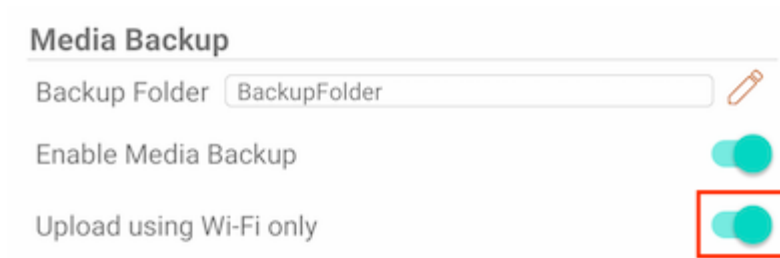 Media Backup
Backup Folder BackupFolder
Enable Media Backup
Upload using Wi-Fi only